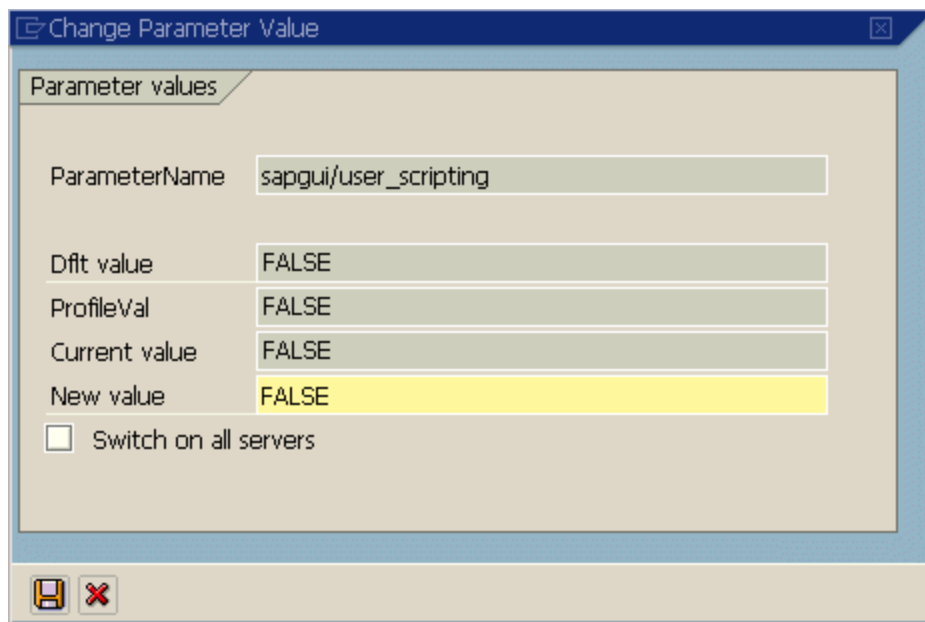 Change Parameter Value
Parameter values
ParameterName sapgui/user_scripting
Dflt value FALSE
ProfileVal FALSE
Current value FALSE
New value FALSE
Switch on all servers